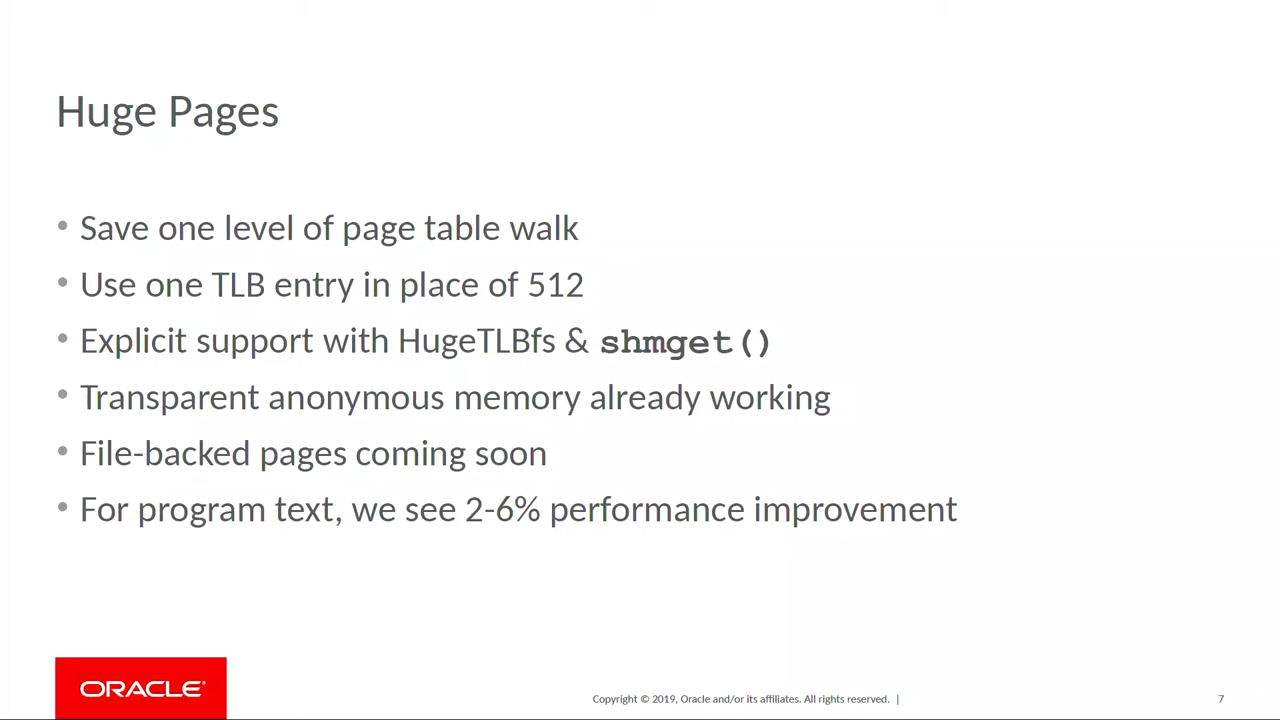 Huge Pages
• Save one level of page table walk
• Use one TLB entry in place of 512
• Explicit support with HugeTLBfs & shmget()
• Transparent anonymous memory already working
• File-backed pages coming soon
• For program text, we see 2-6% performance improvement
ORACLE®
Copyright © 2019, Oracle and/or its affiliates. All rights reserved. |
7